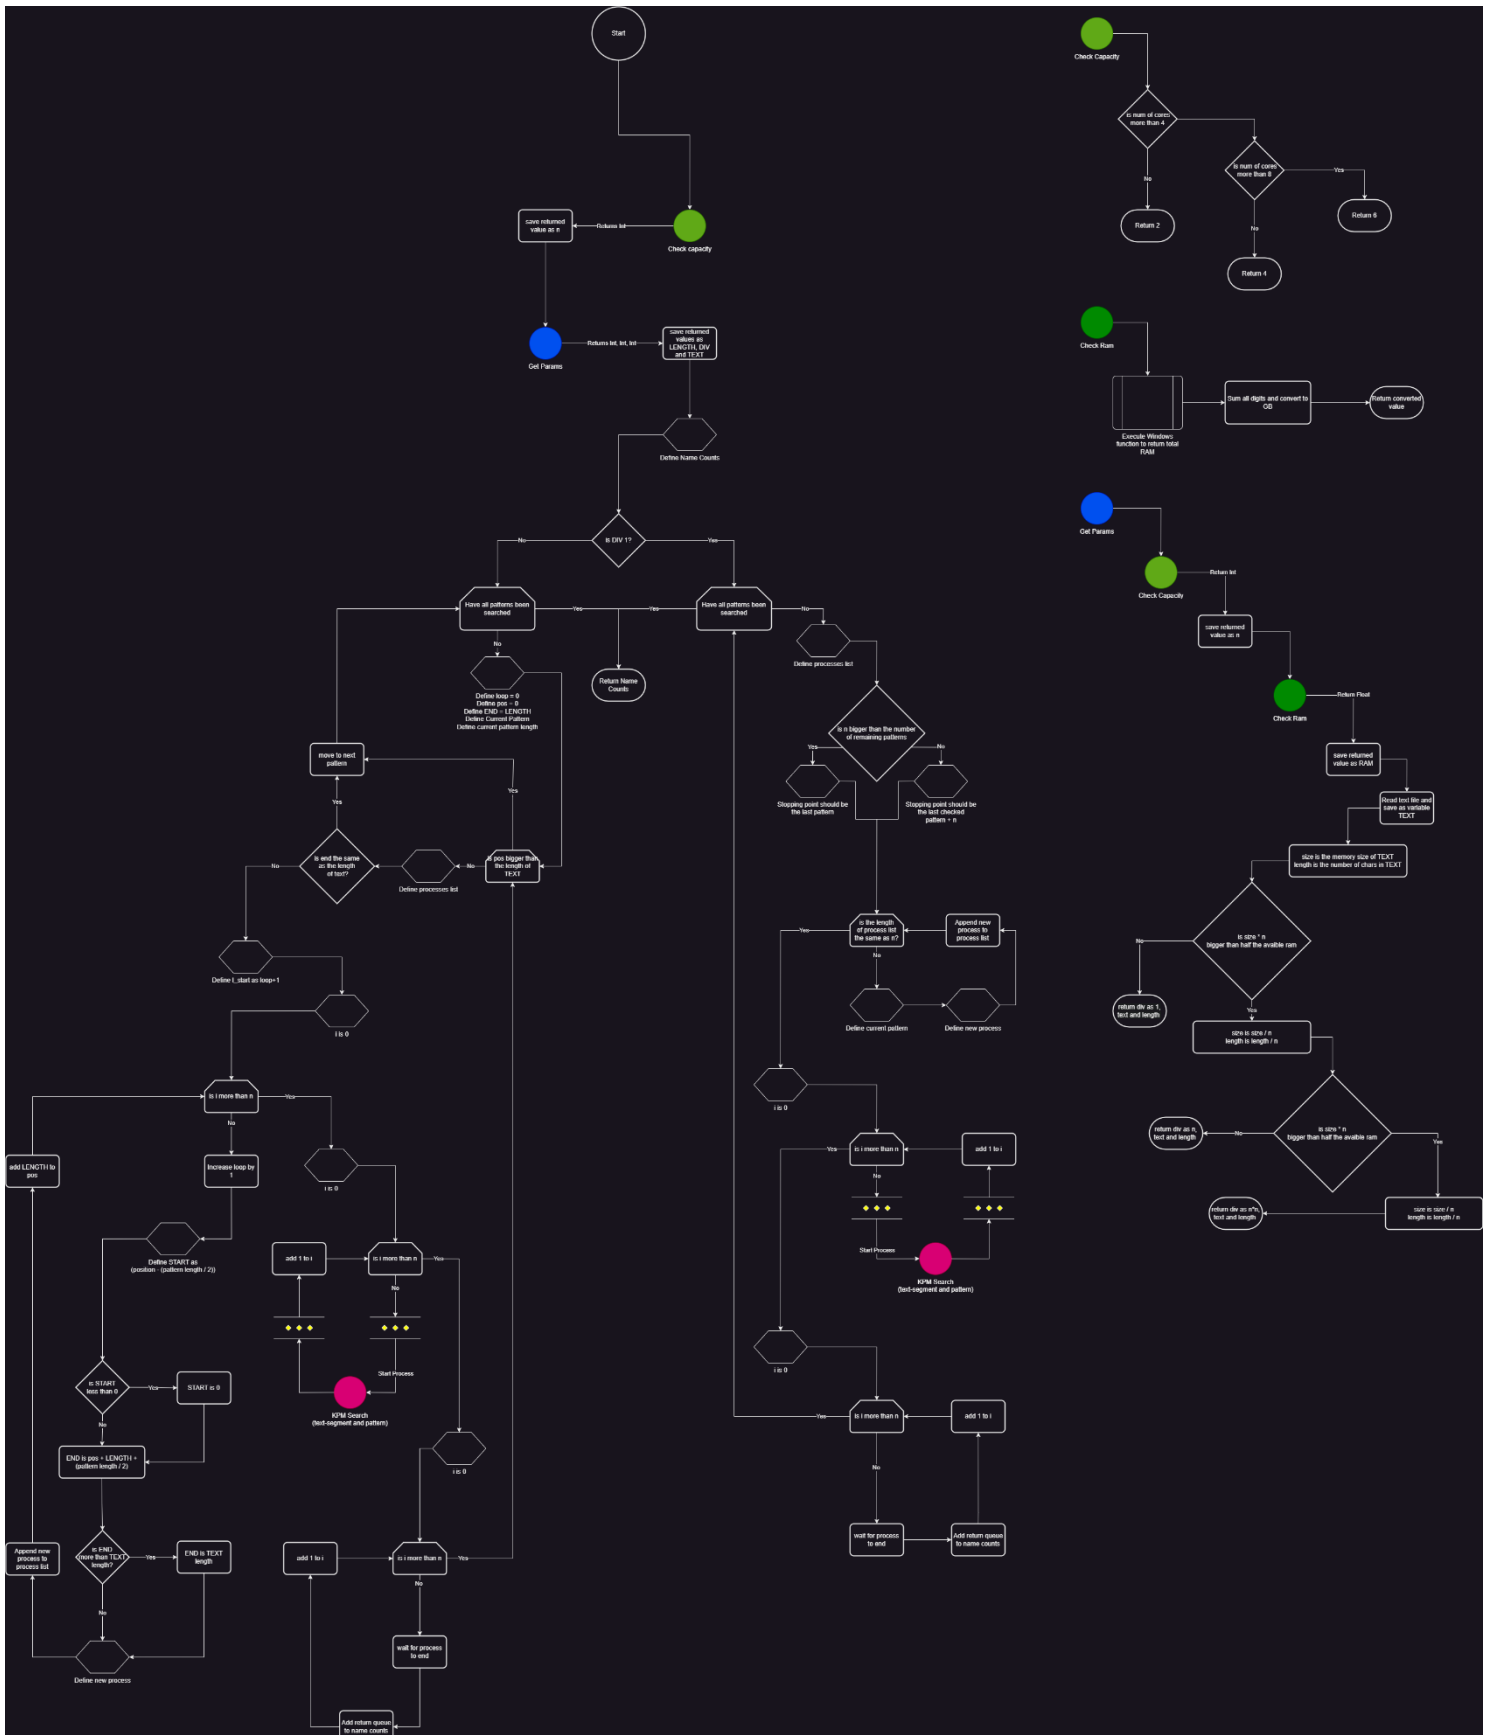 Start
Check capacity
Returns Int
save returned
value as n
Get Params
Returns Int, Int, Int
save returned
values as
LENGTH, DIV
and TEXT
Define Name Counts
is DIV 1?
No
Yes
Have all patterns been
searched
Yes
Yes
Have all patterns been
searched
No
No
Return Name
Counts
Define loop = 0
Define pos = 0
Define END = LENGTH
Define Current Pattern
Define current pattern length
move to next
pattern
Yes
Yes
is end the same
as the length
of text?
No
Define processes list
No
is pos bigger than
the length of
TEXT
Define l_start as loop+1
i is 0
is i more than n
Yes
No
add LENGTH to
pos
Increase loop by
1
i is 0
Define START as
(position - (pattern length / 2))
add 1 to i
is i more than n
Yes
No
Start Process
KPM Search
(text-segment and pattern)
is START
less than 0
Yes
START is 0
No
END is pos + LENGTH +
(pattern length / 2)
i is 0
is END
more than TEXT
length?
Yes
END is TEXT
length
No
Append new
process to
process list
Define new process
add 1 to i
is i more than n
Yes
No
wait for process
to end
Add return queue
to name counts
Define processes list
is n bigger than the number
of remaining patterns
Yes
No
Stopping point should be
the last pattern
Stopping point should be
the last checked
pattern + n
is the length
of process list
the same as n?
Yes
No
Append new
process to
process list
Define current pattern
Define new process
i is 0
is i more than n
Yes
No
add 1 to i
Start Process
KPM Search
(text-segment and pattern)
i is 0
is i more than n
Yes
No
add 1 to i
wait for process
to end
Add return queue
to name counts
Check Capacity
is num of cores
more than 4
No
Return 2
is num of cores
more than 8
Yes
Return 6
No
Return 4
Check Ram
Execute Windows
function to return total
RAM
Sum all digits and convert to
GB
Return converted
value
Get Params
Check Capacity
Return Int
save returned
value as n
Check Ram
Return Float
save returned
value as RAM
Read text file and
save as variable
TEXT
size is the memory size of TEXT
length is the number of chars in TEXT
is size * n
bigger than half the avaible ram
No
return div as 1,
text and length
Yes
size is size / n
length is length / n
is size * n
bigger than half the avaible ram
No
return div as n,
text and length
Yes
size is size / n
length is length / n
return div as n*n,
text and length